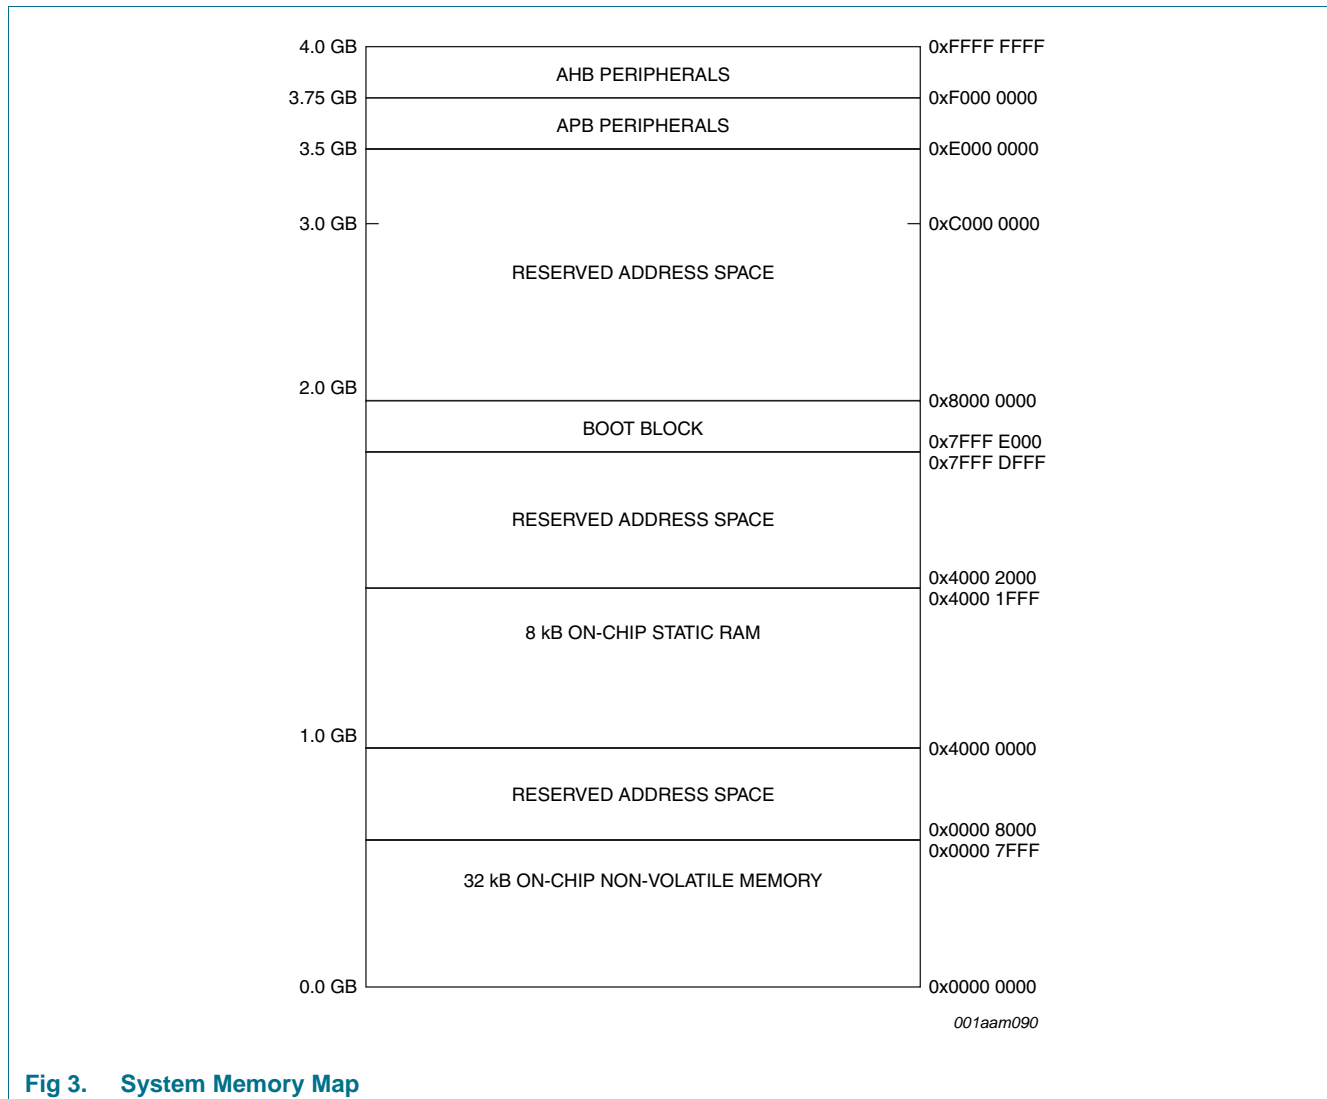 4.0 GB 0xFFFF FFFF
AHB PERIPHERALS
3.75 GB 0xF000 0000
APB PERIPHERALS
3.5 GB 0xE000 0000
3.0 GB 0xC000 0000
RESERVED ADDRESS SPACE
2.0 GB
0x8000 0000
BOOT BLOCK
0x7FFF E000
0x7FFF DFFF
RESERVED ADDRESS SPACE
0x4000 2000
0x4000 1FFF
8 kB ON-CHIP STATIC RAM
1.0 GB
0x4000 0000
RESERVED ADDRESS SPACE
0x0000 8000
0x0000 7FFF
32 kB ON-CHIP NON-VOLATILE MEMORY
0.0 GB 0x0000 0000
001aam090
Fig 3. System Memory Map